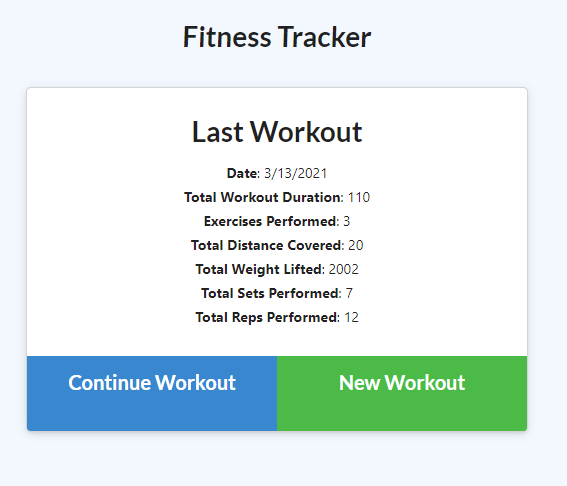 Fitness Tracker
Last Workout
Date: 3/13/2021
Total Workout Duration: 110
Exercises Performed: 3
Total Distance Covered: 20
Total Weight Lifted: 2002
Total Sets Performed: 7
Total Reps Performed: 12
Continue Workout
New Workout